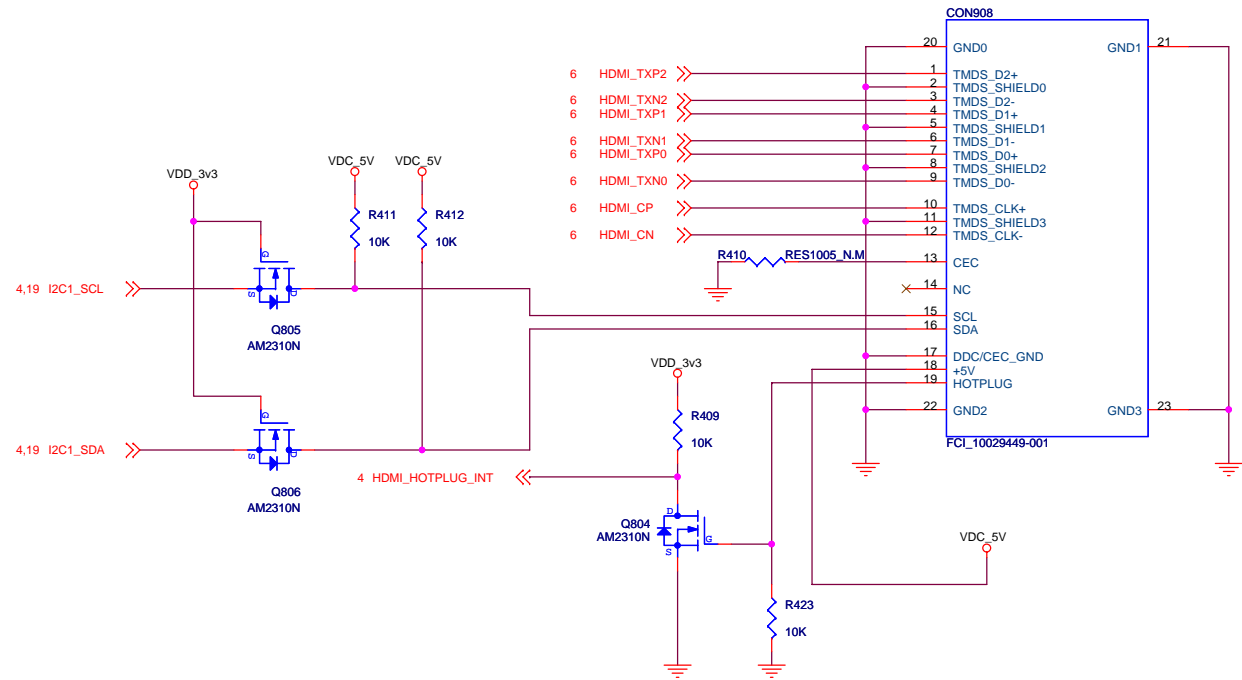 CON908
20 GND0 GND1 21
6 HDMI_TXP2 1 TMDS_D2+
2 TMDS_SHIELD0
6 HDMI_TXN2 3 TMDS_D2-
6 HDMI_TXP1 4 TMDS_D1+
5 TMDS_SHIELD1
6 HDMI_TXN1 6 TMDS_D1-
6 HDMI_TXP0 7 TMDS_D0+
8 TMDS_SHIELD2
6 HDMI_TXN0 9 TMDS_D0-
6 HDMI_CP 10 TMDS_CLK+
11 TMDS_SHIELD3
6 HDMI_CN 12 TMDS_CLK-
R410 RES1005_N.M 13 CEC
14 NC
15 SCL
16 SDA
17 DDC/CEC_GND
18 +5V
19 HOTPLUG
22 GND2 GND3 23
FCI_10029449-001
VDC_5V VDC_5V
VDD_3v3
R411 R412
10K 10K
G
4,19 I2C1_SCL S D
Q805
AM2310N
G
4,19 I2C1_SDA S D
Q806
AM2310N
VDD_3v3
R409
10K
4 HDMI_HOTPLUG_INT
D
Q804
AM2310N
G
S
VDC_5V
R423
10K